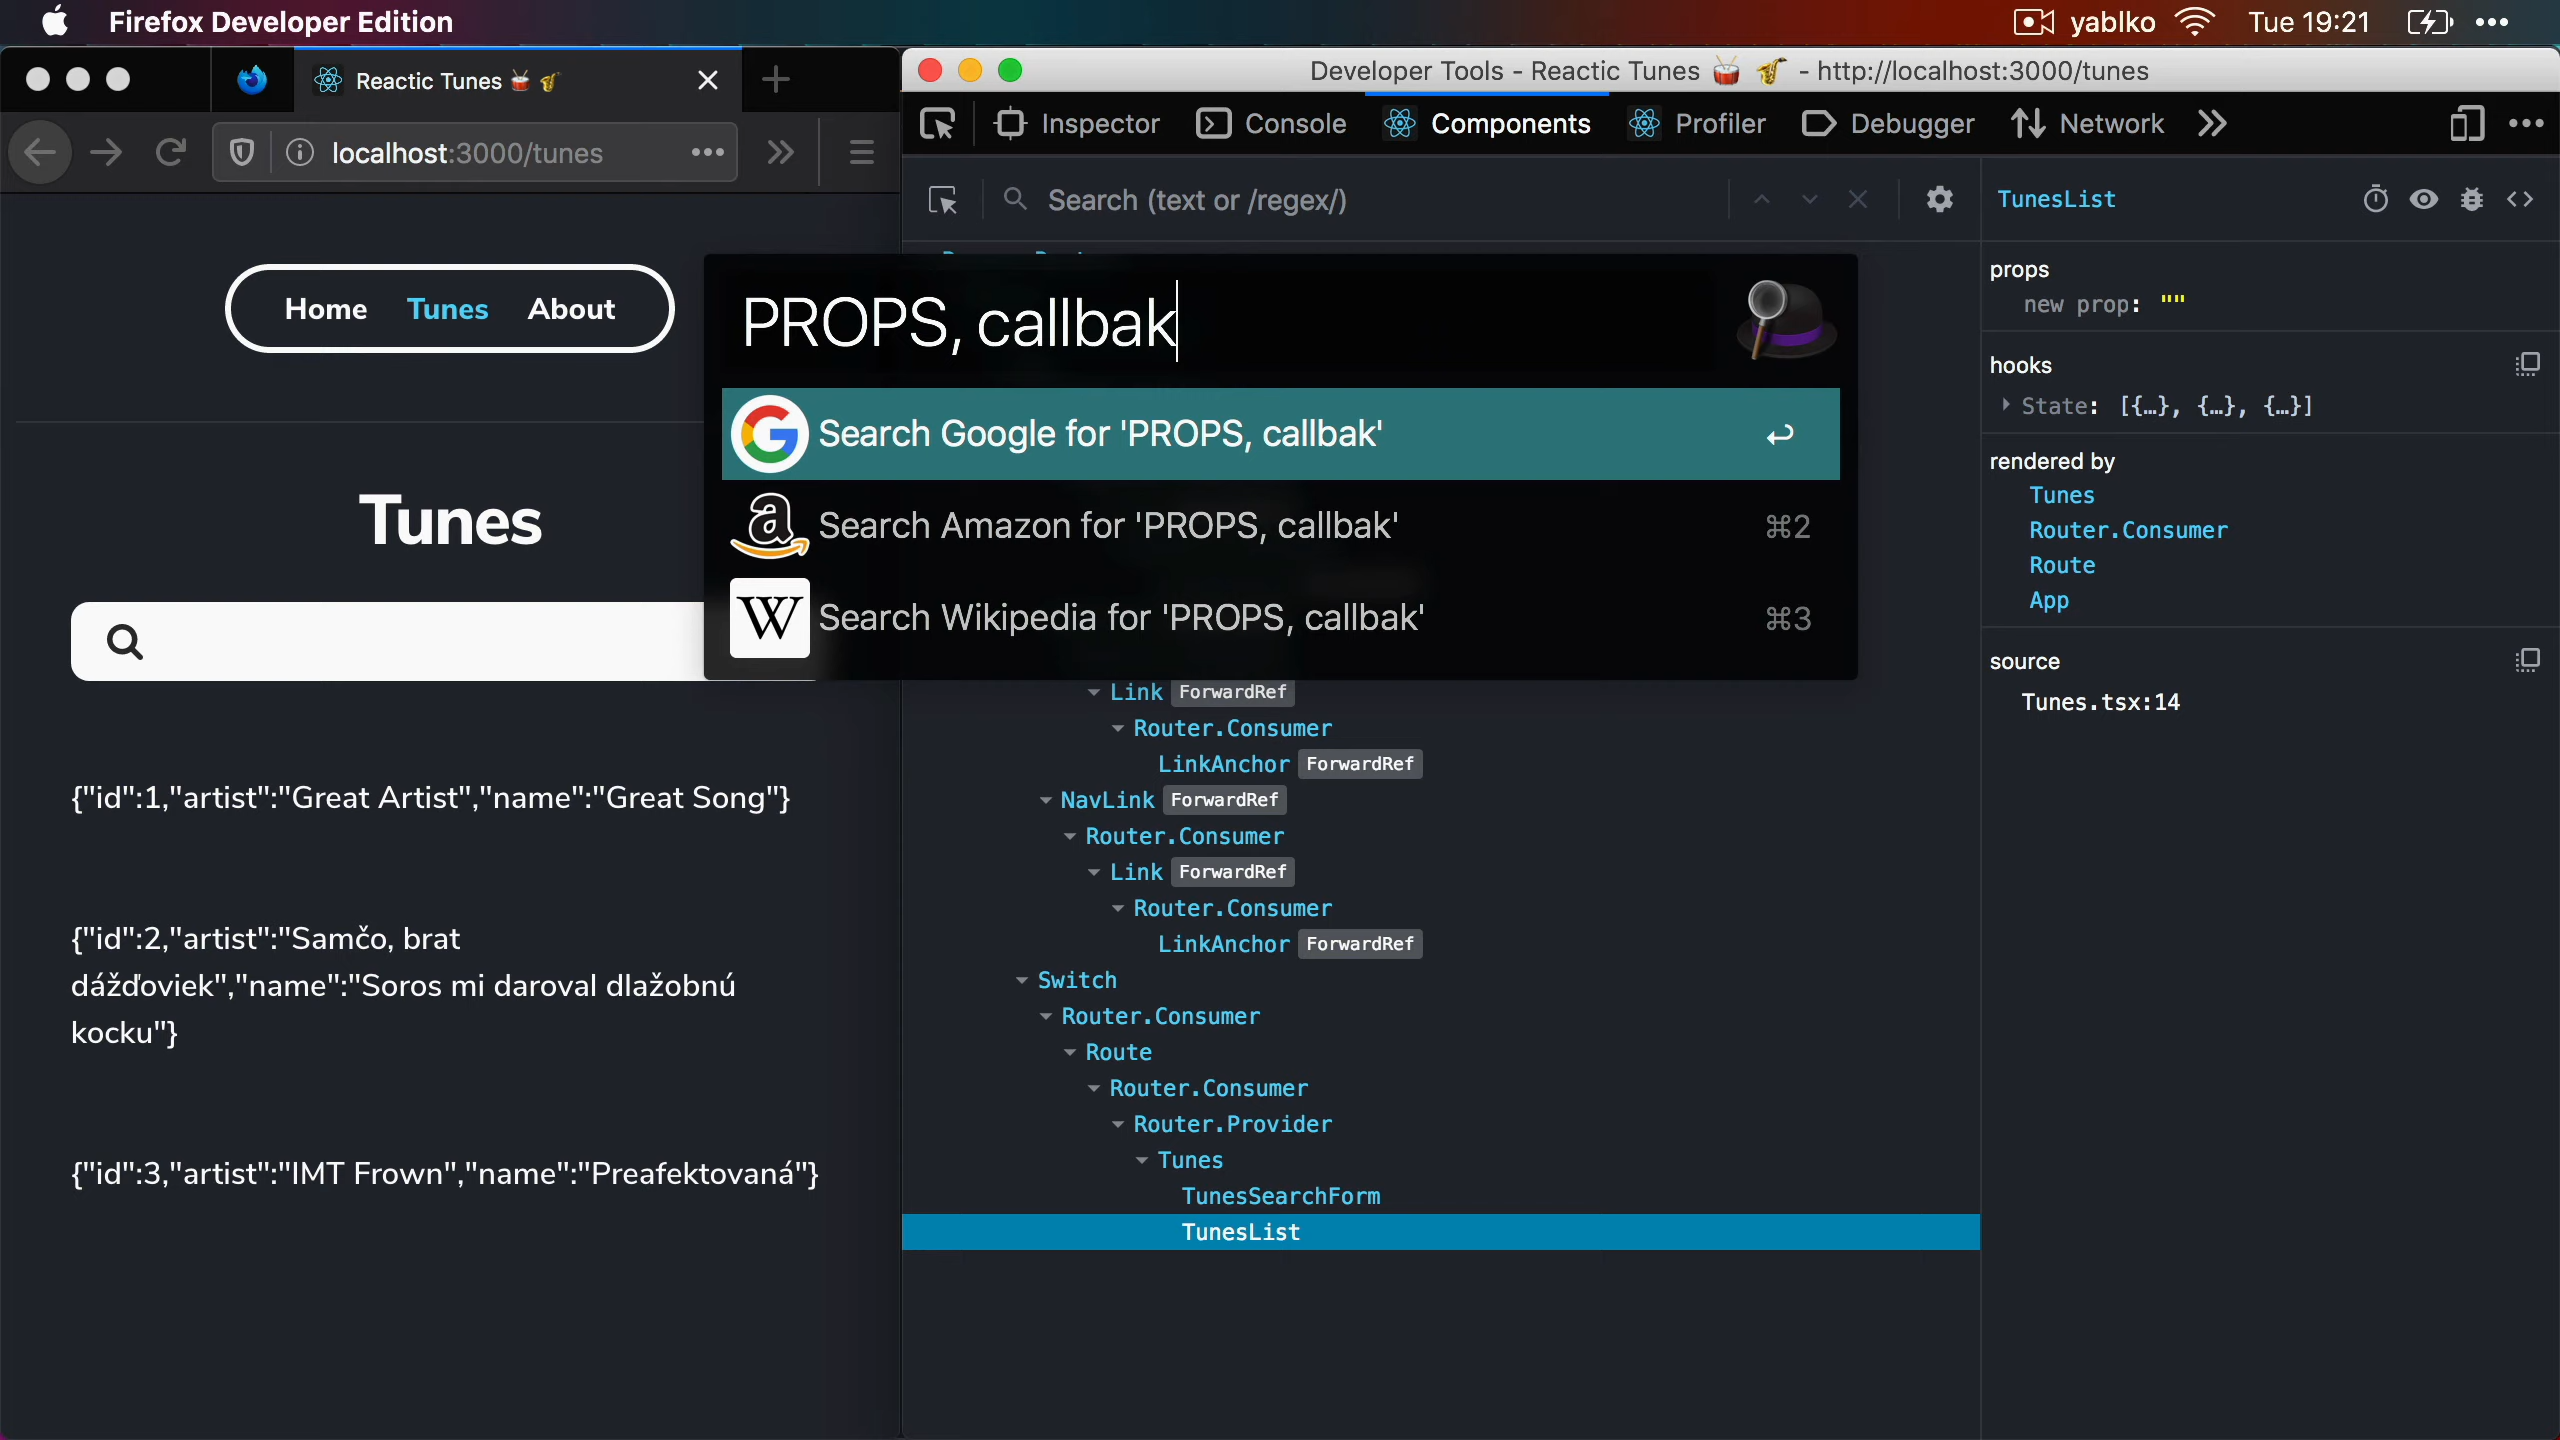 Firefox Developer Edition
yablko
Tue 19:21
Reactic Tunes
localhost:3000/tunes
Home Tunes About
Tunes
{"id":1,"artist":"Great Artist","name":"Great Song"}
{"id":2,"artist":"Samčo, brat
dážďoviek","name":"Soros mi daroval dlažobnú
kocku"}
{"id":3,"artist":"IMT Frown","name":"Preafektovaná"}
Developer Tools - Reactic Tunes - http://localhost:3000/tunes
Inspector Console Components Profiler Debugger Network
Search (text or /regex/)
PROPS, callbak
Search Google for 'PROPS, callbak'
Search Amazon for 'PROPS, callbak' ⌘2
Search Wikipedia for 'PROPS, callbak' ⌘3
Link ForwardRef
Router.Consumer
LinkAnchor ForwardRef
NavLink ForwardRef
Router.Consumer
Link ForwardRef
Router.Consumer
LinkAnchor ForwardRef
Switch
Router.Consumer
Route
Router.Consumer
Router.Provider
Tunes
TunesSearchForm
TunesList
TunesList
props
new prop: ""
hooks
State: [{…}, {…}, {…}]
rendered by
Tunes
Router.Consumer
Route
App
source
Tunes.tsx:14